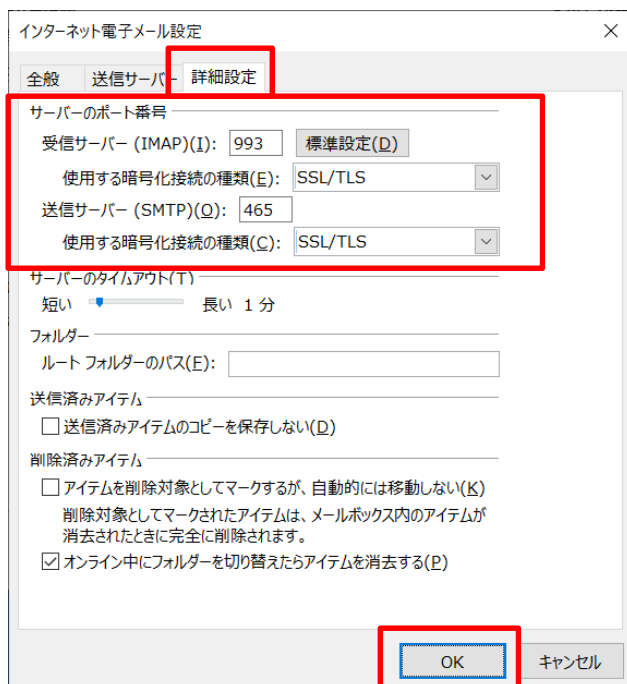 インターネット電子メール設定
全般 送信サーバー 詳細設定
サーバーのポート番号
受信サーバー (IMAP)(I): 993 標準設定(D)
使用する暗号化接続の種類(E): SSL/TLS
送信サーバー (SMTP)(O): 465
使用する暗号化接続の種類(C): SSL/TLS
サーバーのタイムアウト(T)
短い 長い 1 分
フォルダー
ルート フォルダーのパス(F):
送信済みアイテム
送信済みアイテムのコピーを保存しない(D)
削除済みアイテム
アイテムを削除対象としてマークするが、自動的には移動しない(K)
削除対象としてマークされたアイテムは、メールボックス内のアイテムが
消去されたときに完全に削除されます。
オンライン中にフォルダーを切り替えたらアイテムを消去する(P)
OK キャンセル